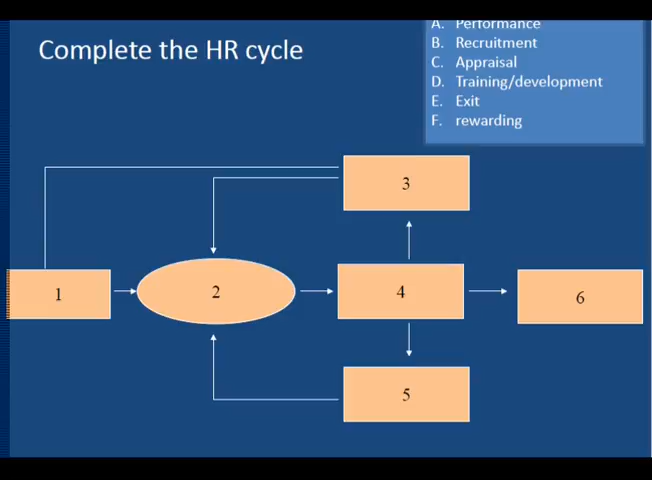 A. Performance
Complete the HR cycle
B. Recruitment
C. Appraisal
D. Training/development
E. Exit
F. rewarding
3
1
2
4
6
5